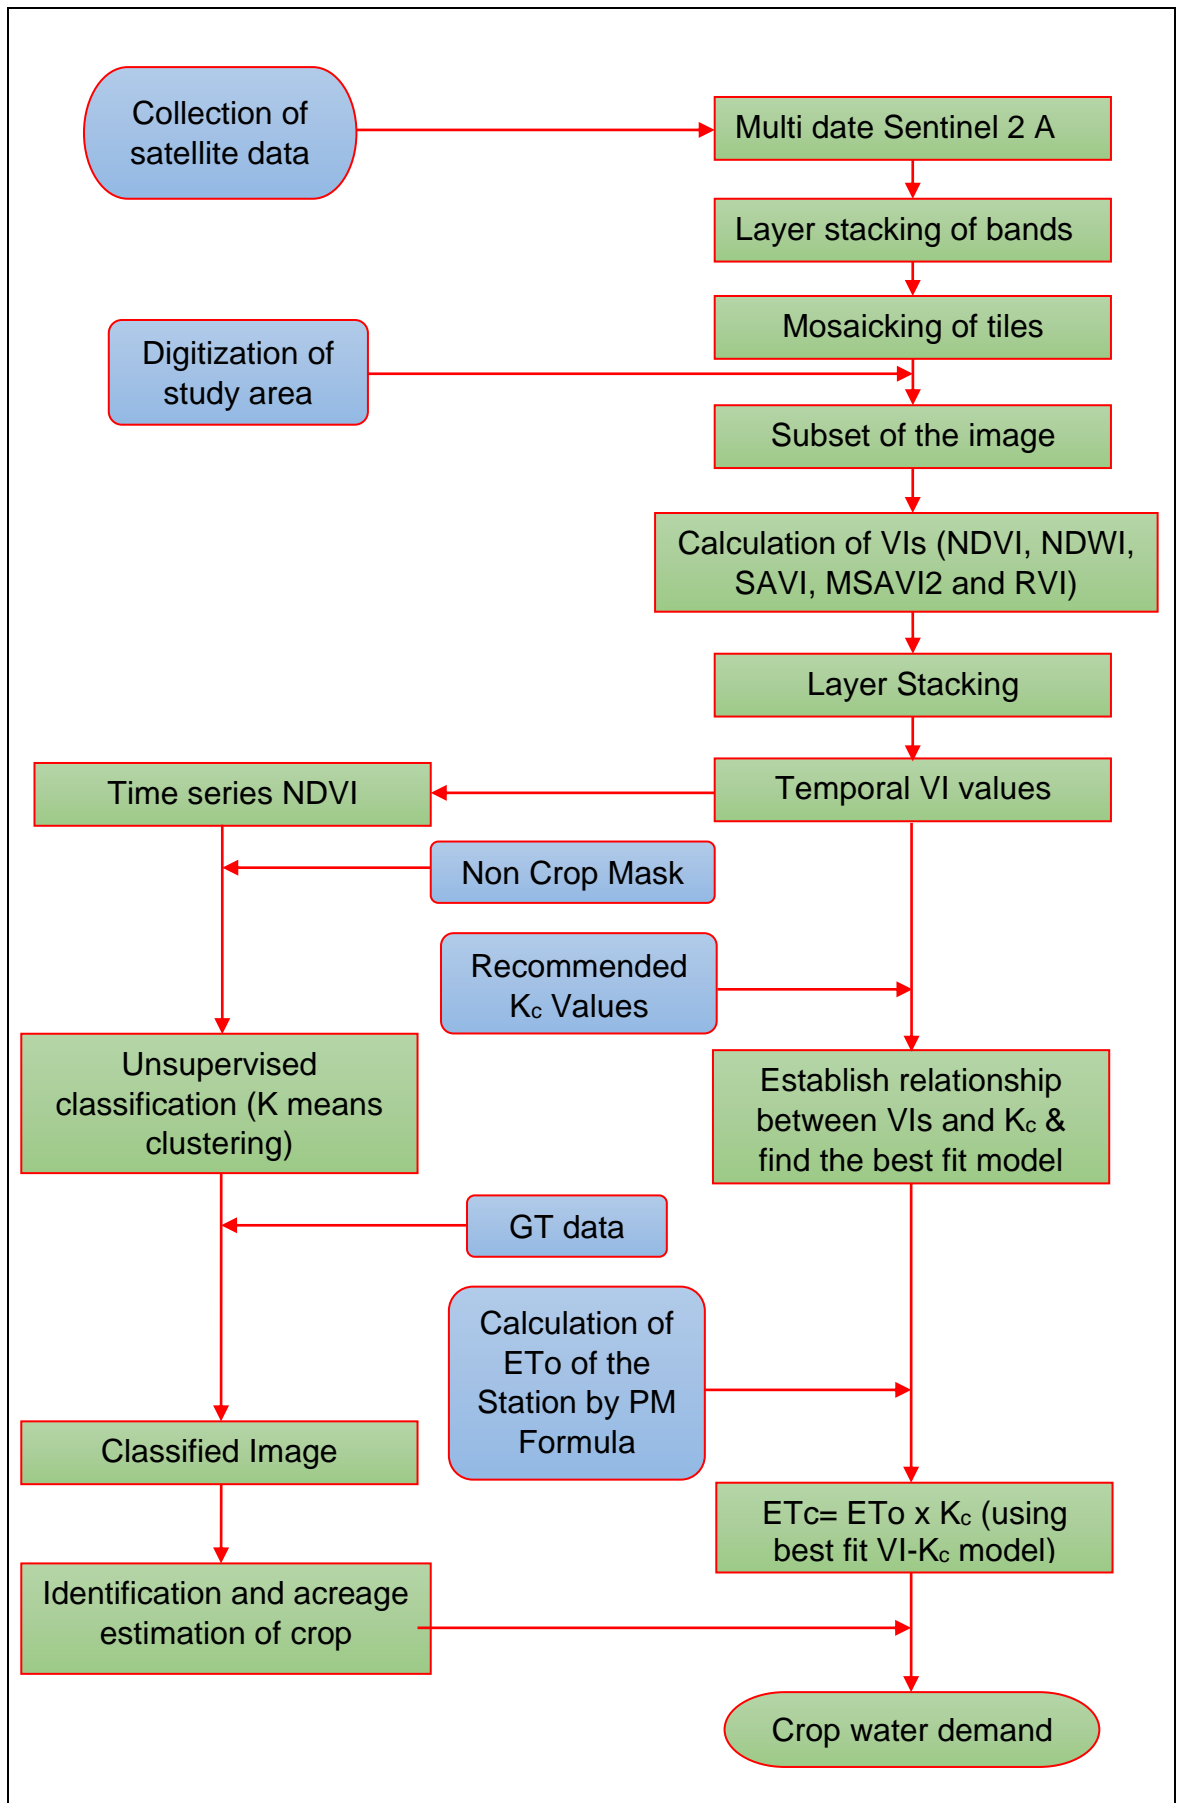 Collection of
satellite data
Multi date Sentinel 2 A
Layer stacking of bands
Mosaicking of tiles
Digitization of
study area
Subset of the image
Calculation of VIs (NDVI, NDWI,
SAVI, MSAVI2 and RVI)
Layer Stacking
Temporal VI values
Time series NDVI
Non Crop Mask
Recommended
Kc Values
Unsupervised
classification (K means
clustering)
Establish relationship
between VIs and Kc &
find the best fit model
GT data
Calculation of
ETo of the
Station by PM
Formula
Classified Image
ETc= ETo x Kc (using
best fit VI-Kc model)
Identification and acreage
estimation of crop
Crop water demand